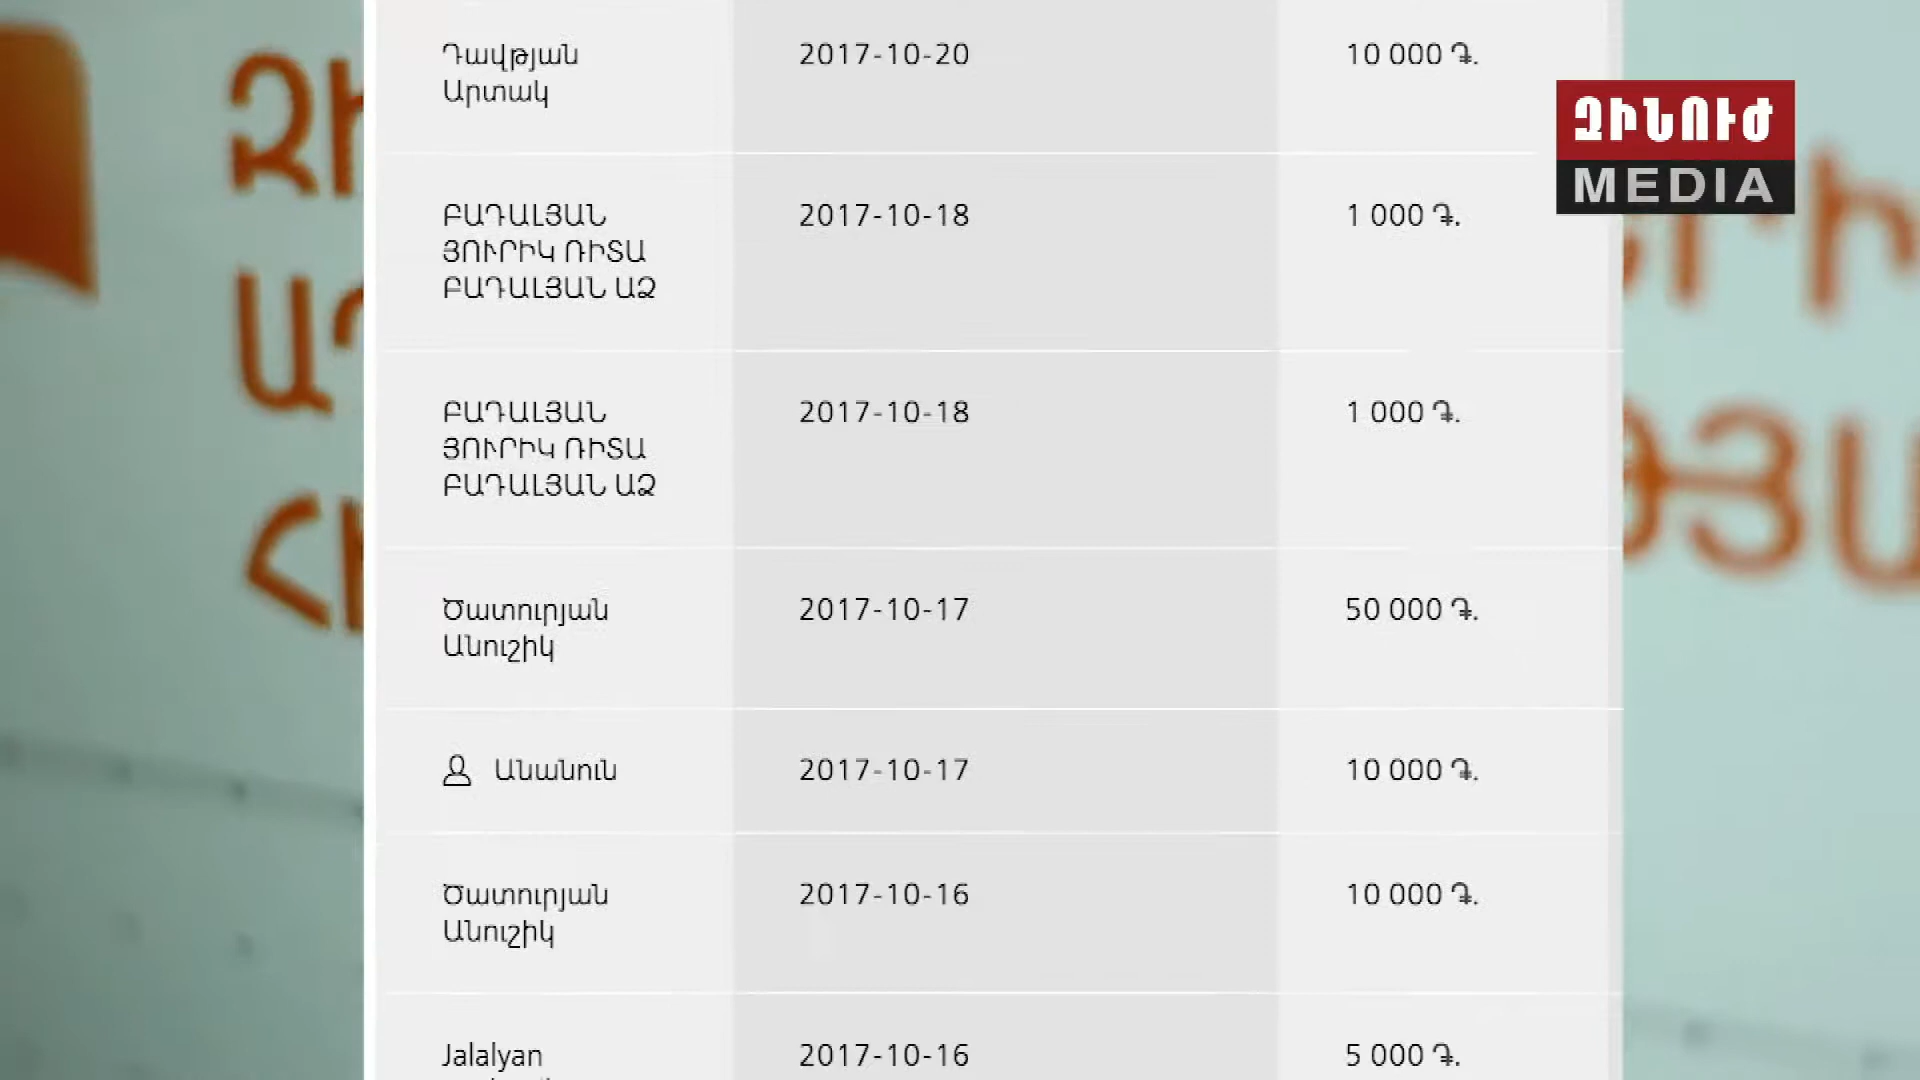 Դավթյան 2017-10-20 10 000 ֏.
Արտակ
ԶԻՆՈՒԺ
MEDIA
ԲԱԴԱԼՅԱՆ 2017-10-18 1 000 ֏.
ՅՈՒՐԻԿ ՌԻՏԱ
ԲԱԴԱԼՅԱՆ ԱՁ
ԲԱԴԱԼՅԱՆ 2017-10-18 1 000 ֏.
ՅՈՒՐԻԿ ՌԻՏԱ
ԲԱԴԱԼՅԱՆ ԱՁ
Ծատուրյան 2017-10-17 50 000 ֏.
Անուշիկ
Անանուն 2017-10-17 10 000 ֏.
Ծատուրյան 2017-10-16 10 000 ֏.
Անուշիկ
Jalalyan 2017-10-16 5 000 ֏.